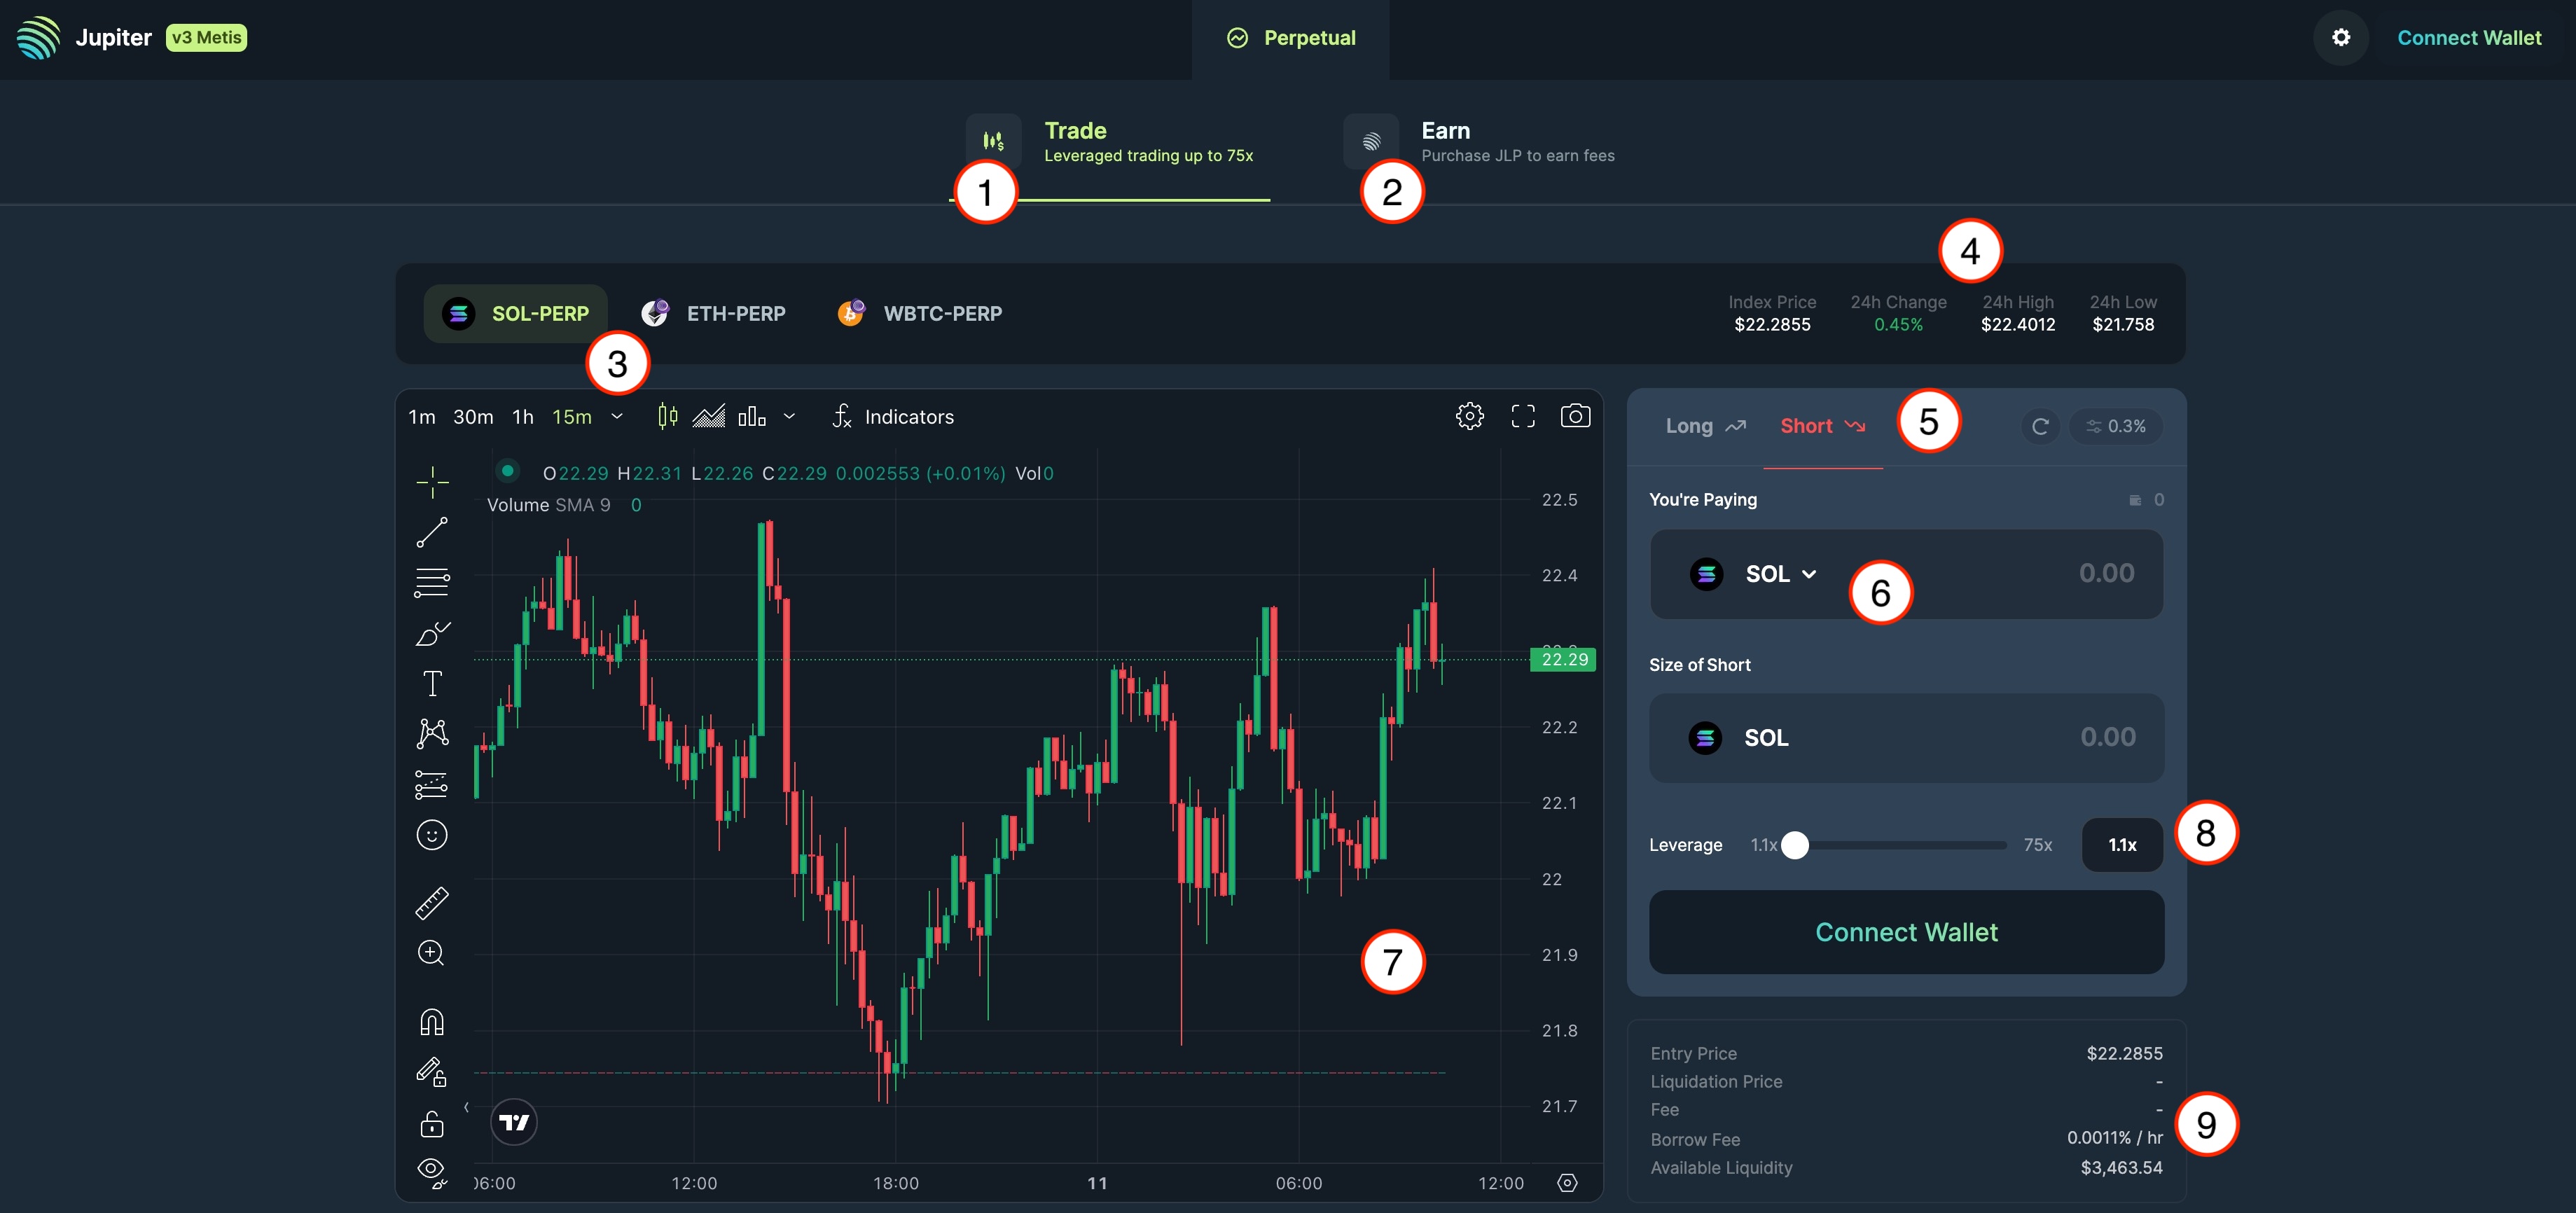 Jupiter v3 Metis
Perpetual
Connect Wallet
Trade
Leveraged trading up to 75x
1
Earn
Purchase JLP to earn fees
2
4
SOL-PERP ETH-PERP WBTC-PERP
3
Index Price 24h Change 24h High 24h Low
$22.2855 0.45% $22.4012 $21.758
1m 30m 1h 15m Indicators
O22.29 H22.31 L22.26 C22.29 0.002553 (+0.01%) Vol0
Volume SMA 9 0
22.5
22.4
22.29
22.2
22.1
22
21.9
21.8
21.7
7
06:00 12:00 18:00 11 06:00 12:00
Long Short 5 0.3%
You're Paying 0
SOL 0.00
6
Size of Short
SOL 0.00
Leverage 1.1x 75x 1.1x
8
Connect Wallet
Entry Price $22.2855
Liquidation Price -
Fee -
Borrow Fee 0.0011% / hr
9
Available Liquidity $3,463.54